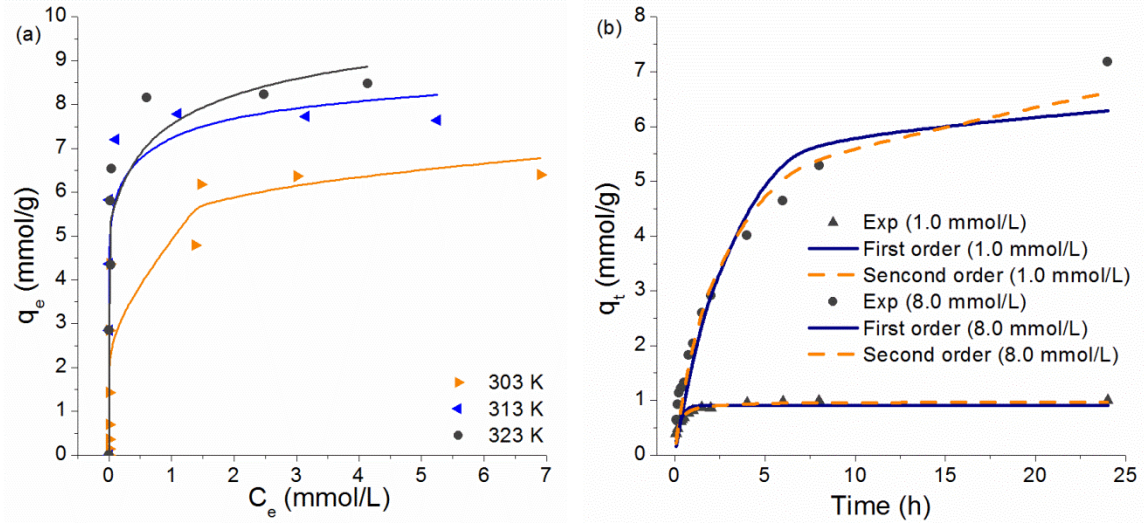 (a)
10
9
8
7
6
5
4
3
2
1
0
q_e (mmol/g)
303 K
313 K
323 K
0 1 2 3 4 5 6 7
C_e (mmol/L)
(b)
8
7
6
5
4
3
2
1
0
q_t (mmol/g)
Exp (1.0 mmol/L)
First order (1.0 mmol/L)
Sencond order (1.0 mmol/L)
Exp (8.0 mmol/L)
First order (8.0 mmol/L)
Second order (8.0 mmol/L)
0 5 10 15 20 25
Time (h)